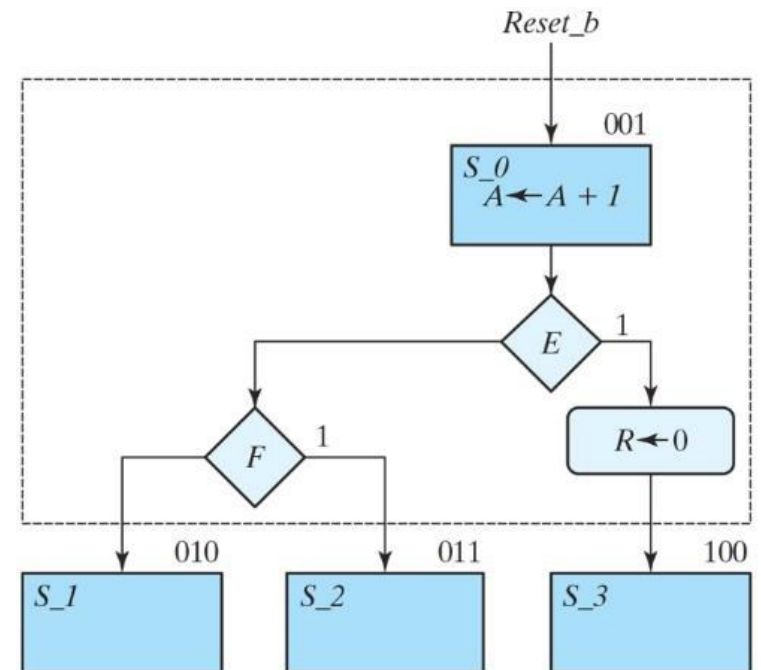 Reset_b
001
S_0
A ← A + 1
E
1
R ← 0
F
1
010
011
100
S_1
S_2
S_3